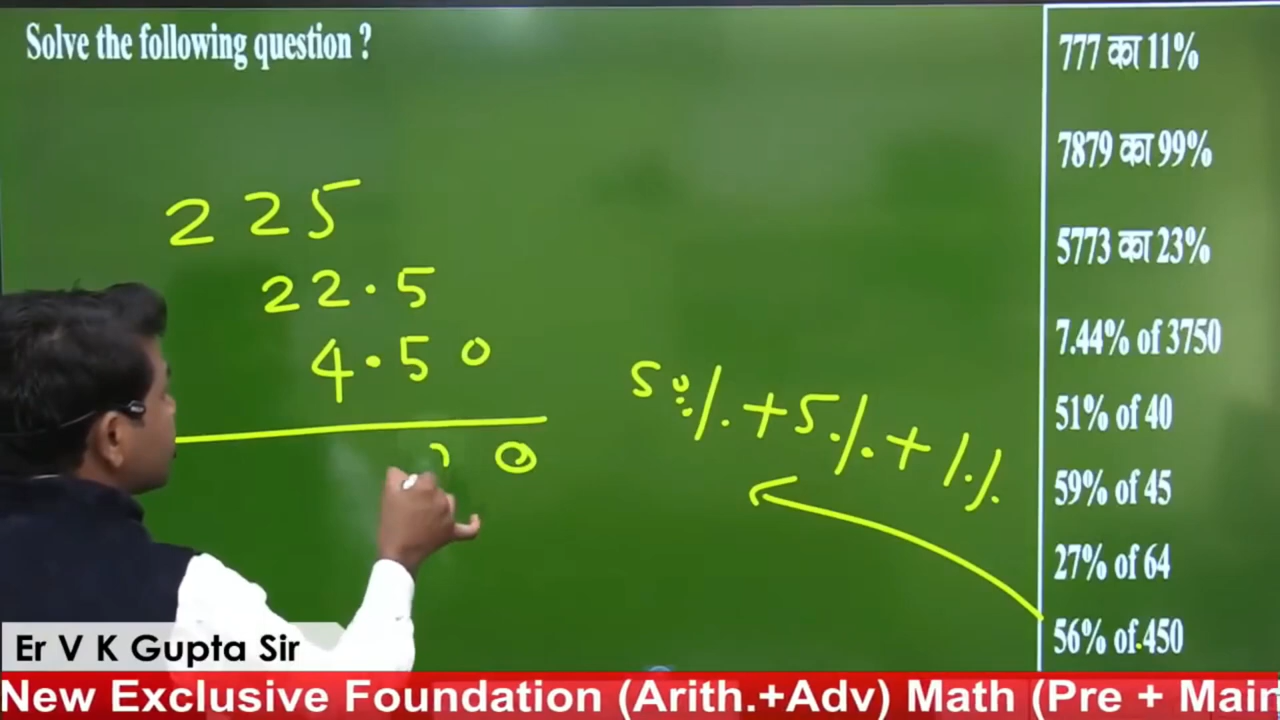 Solve the following question ?
225
22.5
4.50
0
50% + 5% + 1%
777 का 11%
7879 का 99%
5773 का 23%
7.44% of 3750
51% of 40
59% of 45
27% of 64
56% of 450
Er V K Gupta Sir
New Exclusive Foundation (Arith.+Adv) Math (Pre + Main